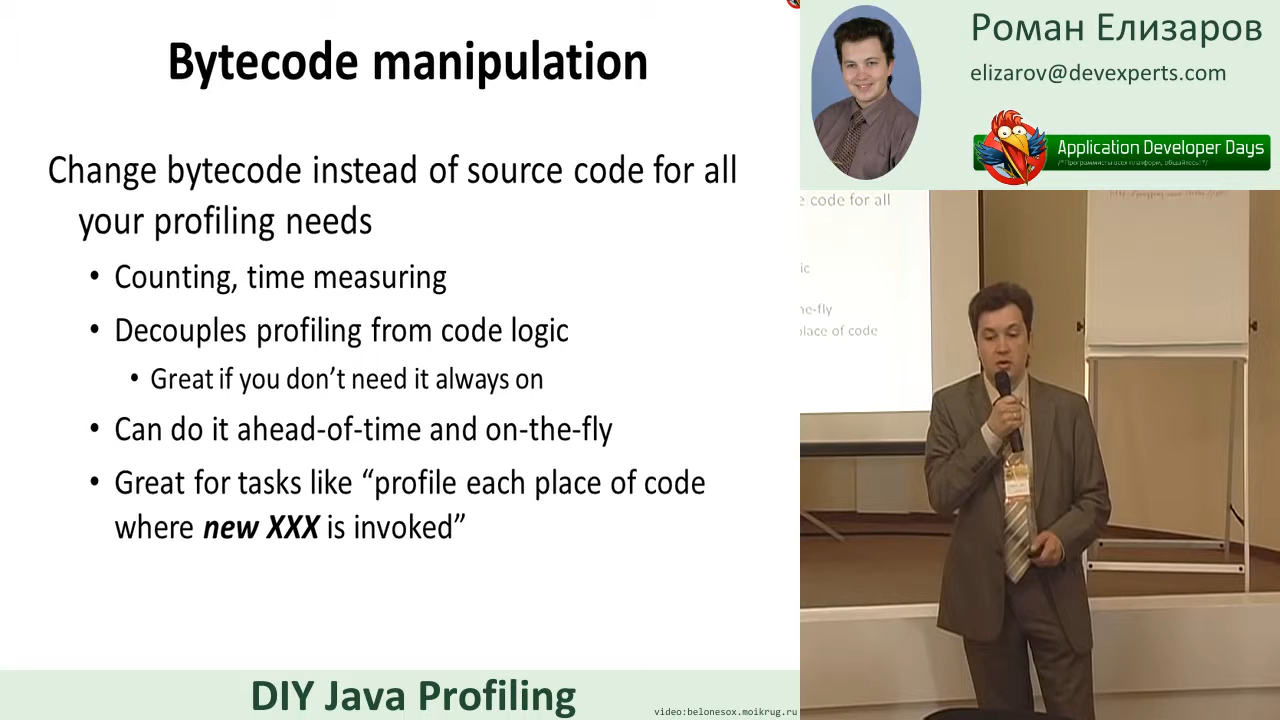 Bytecode manipulation
Change bytecode instead of source code for all
your profiling needs
• Counting, time measuring
• Decouples profiling from code logic
• Great if you don't need it always on
• Can do it ahead-of-time and on-the-fly
• Great for tasks like “profile each place of code
where new XXX is invoked”
DIY Java Profiling
video:belonesox.moikrug.ru
Роман Елизаров
elizarov@devexperts.com
Application Developer Days
/*Программисты всех платформ, общайтесь!*/
e code for all
ic
he-fly
place of code